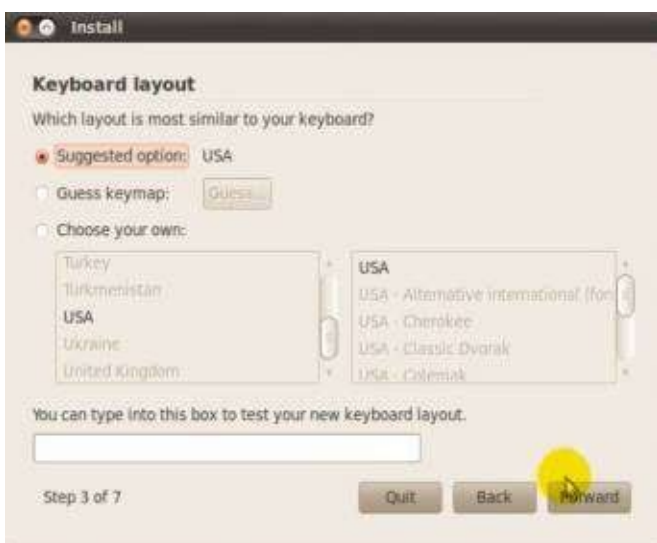 Install
Keyboard layout
Which layout is most similar to your keyboard?
Suggested option: USA
Guess keymap: Guess...
Choose your own:
Turkey
Turkmenistan
USA
Ukraine
United Kingdom
USA
USA - Alternative international (for
USA - Cherokee
USA - Classic Dvorak
USA - Colemak
You can type into this box to test your new keyboard layout.
Step 3 of 7
Quit
Back
Forward